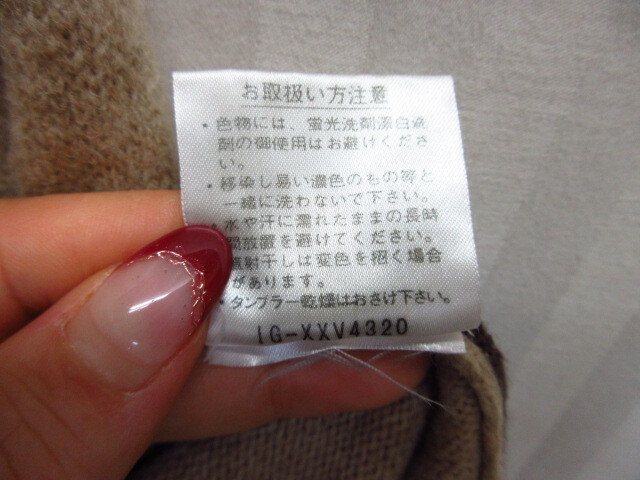 お取扱い方注意
・色物には、蛍光洗剤漂白洗
剤の御使用はお避けくださ
い。
・移染し易い濃色のもの等と
一緒に洗わないで下さい。
・水や汗に濡れたままの長時
間放置を避けてください。
射干しは変色を招く場合
があります。
・タンブラー乾燥はおさけ下さい。
IG-XXV4320